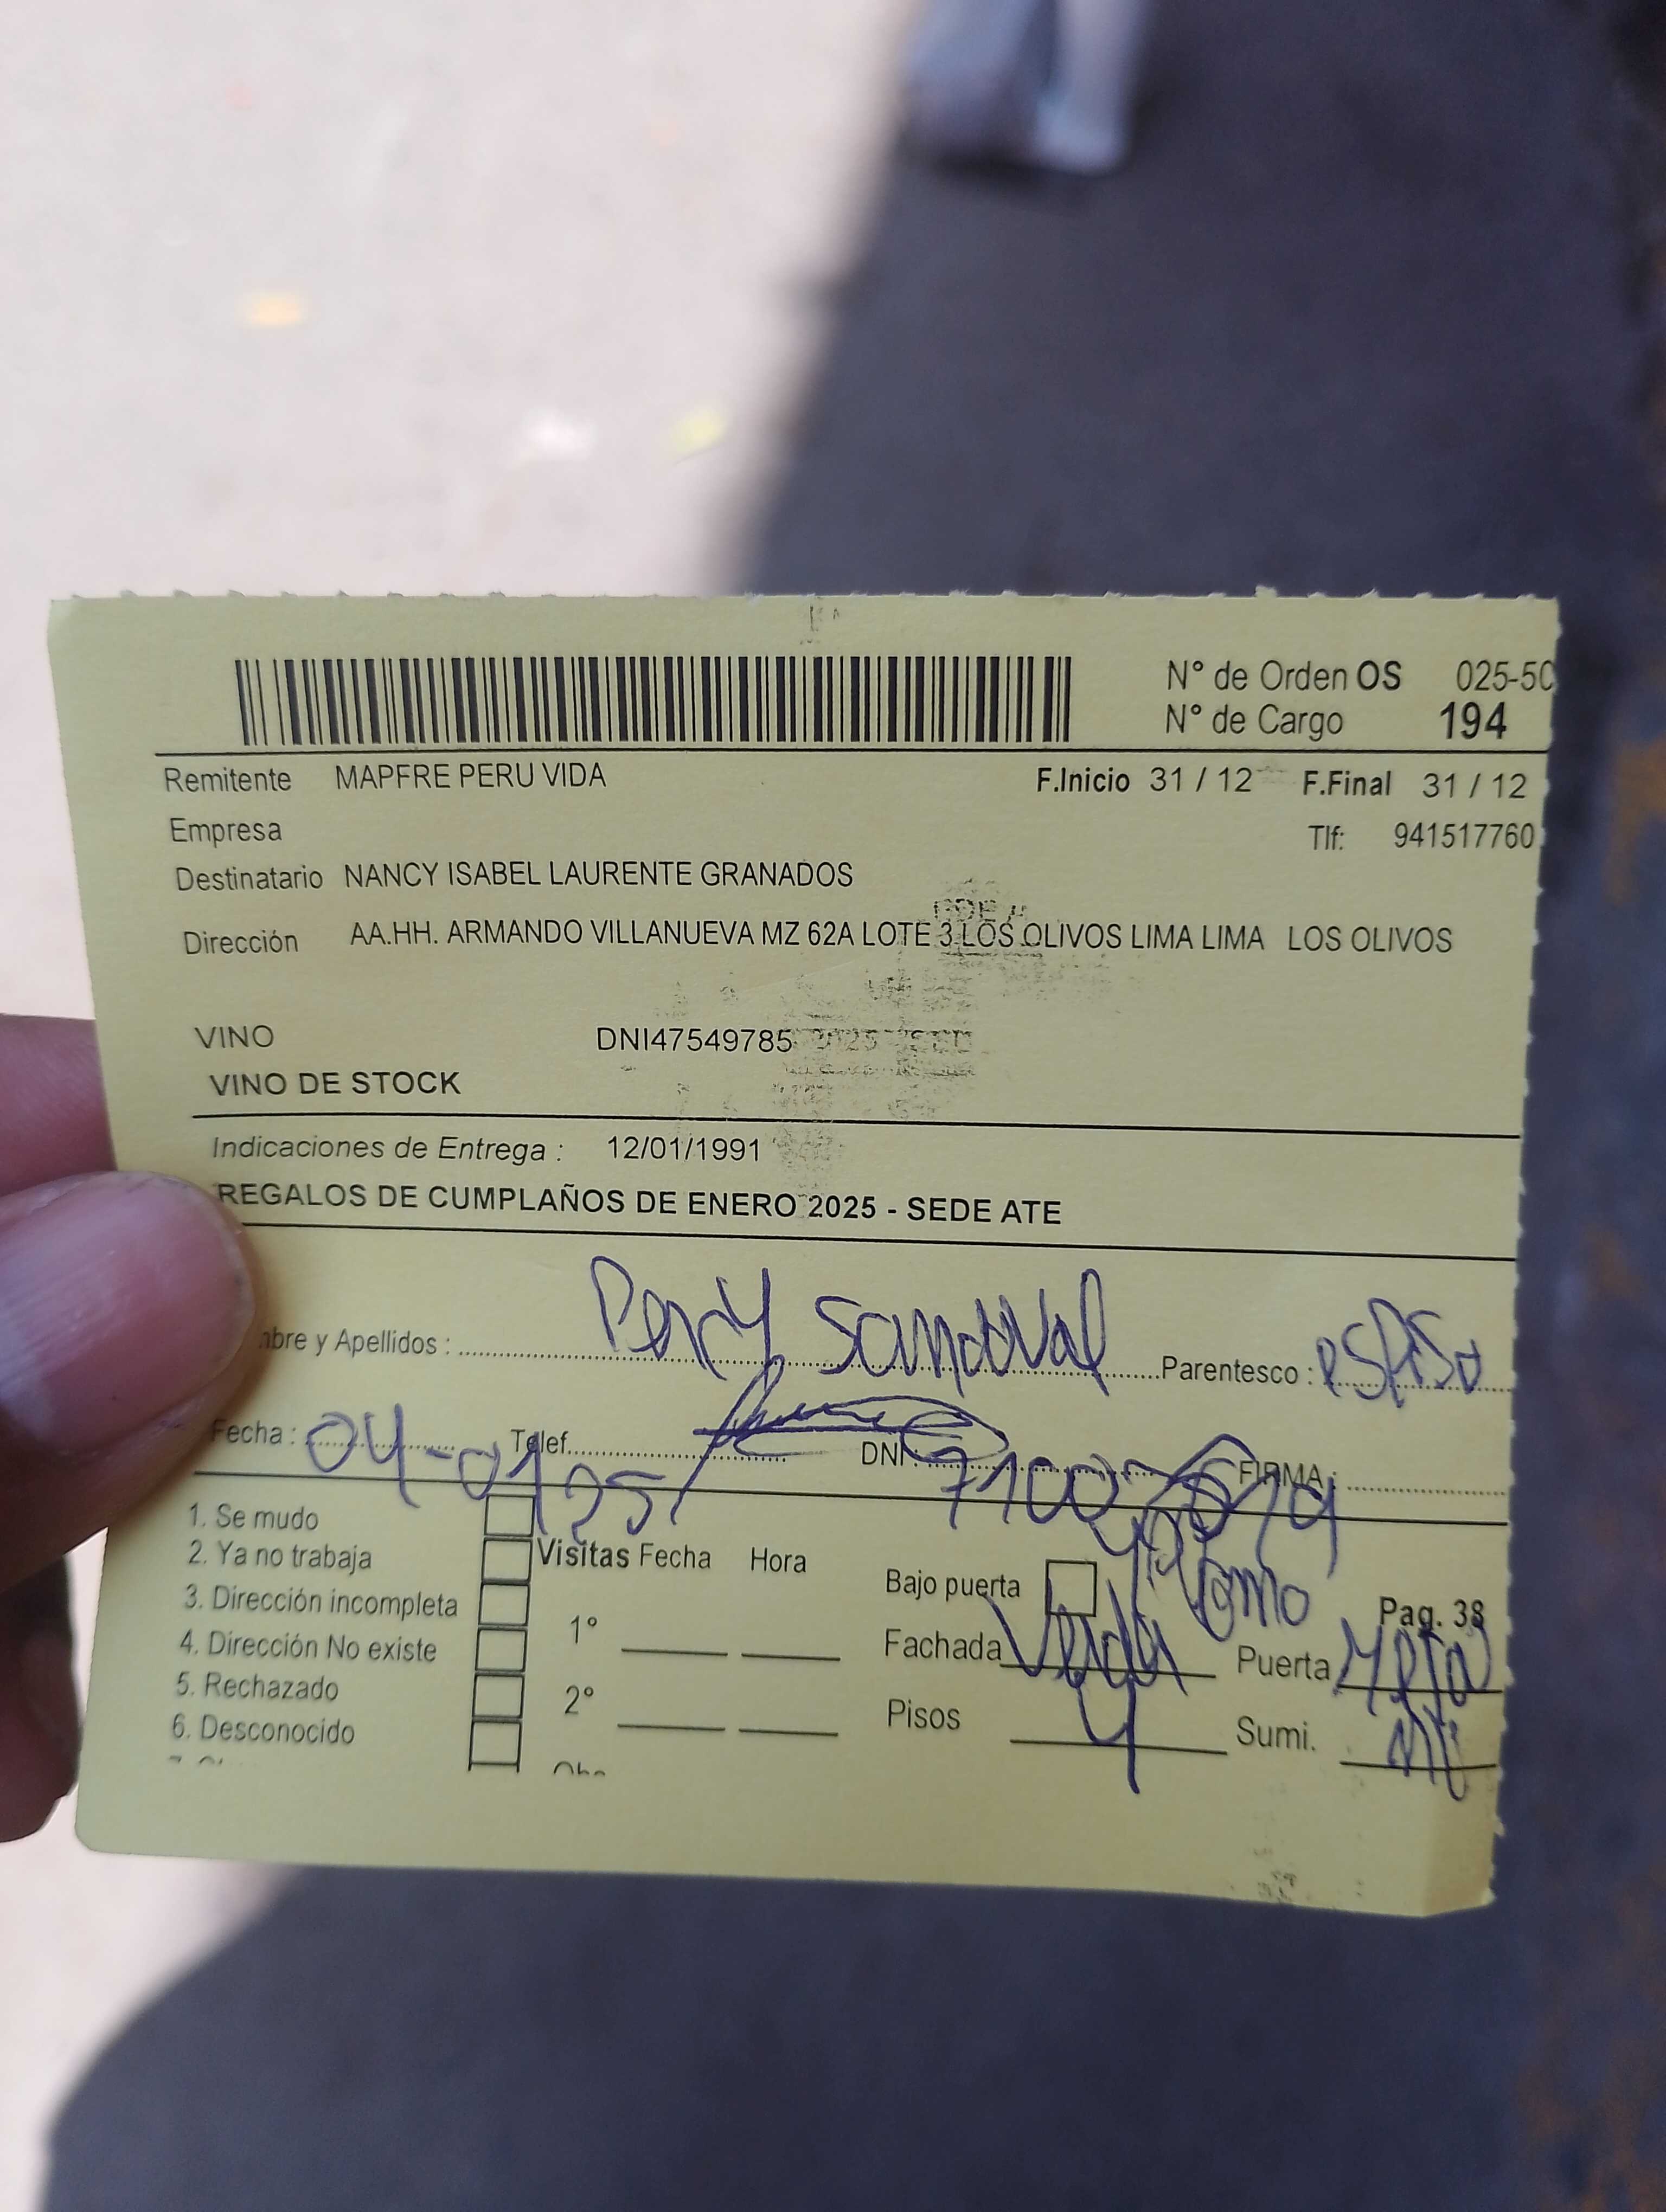 N° de Orden OS 025-50
N° de Cargo 194
Remitente MAPFRE PERU VIDA F.Inicio 31 / 12 F.Final 31 / 12
Empresa Tlf: 941517760
Destinatario NANCY ISABEL LAURENTE GRANADOS
Dirección AA.HH. ARMANDO VILLANUEVA MZ 62A LOTE 3 LOS OLIVOS LIMA LIMA LOS OLIVOS
VINO DNI47549785
VINO DE STOCK
Indicaciones de Entrega : 12/01/1991
REGALOS DE CUMPLAÑOS DE ENERO 2025 - SEDE ATE
mbre y Apellidos : Percy Sandoval Parentesco : esposo
Fecha : 04-01-25 Telef. DNI : FIRMA :
1. Se mudo
2. Ya no trabaja Visitas Fecha Hora Bajo puerta
3. Dirección incompleta 1° Pag. 38
4. Dirección No existe Fachada Verde Puerta Metal
5. Rechazado 2° Pisos 4
6. Desconocido Sumi.